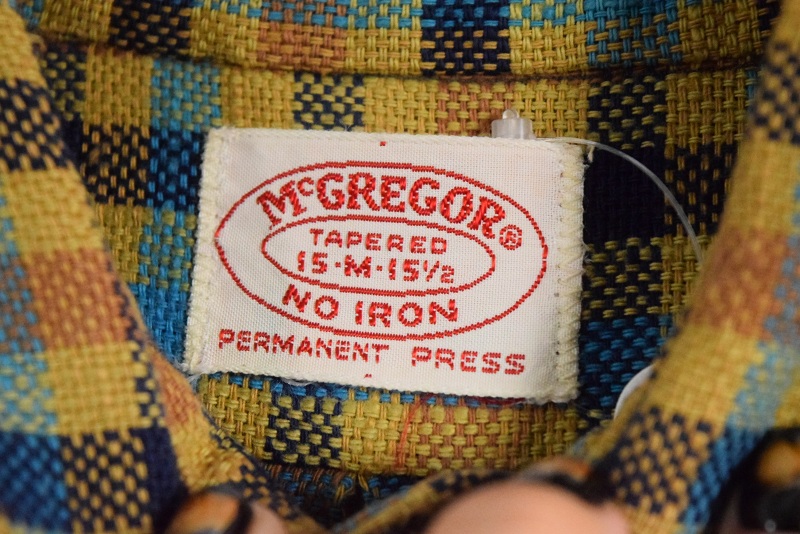 McGREGOR®
TAPERED
15-M-15½
NO IRON
PERMANENT PRESS